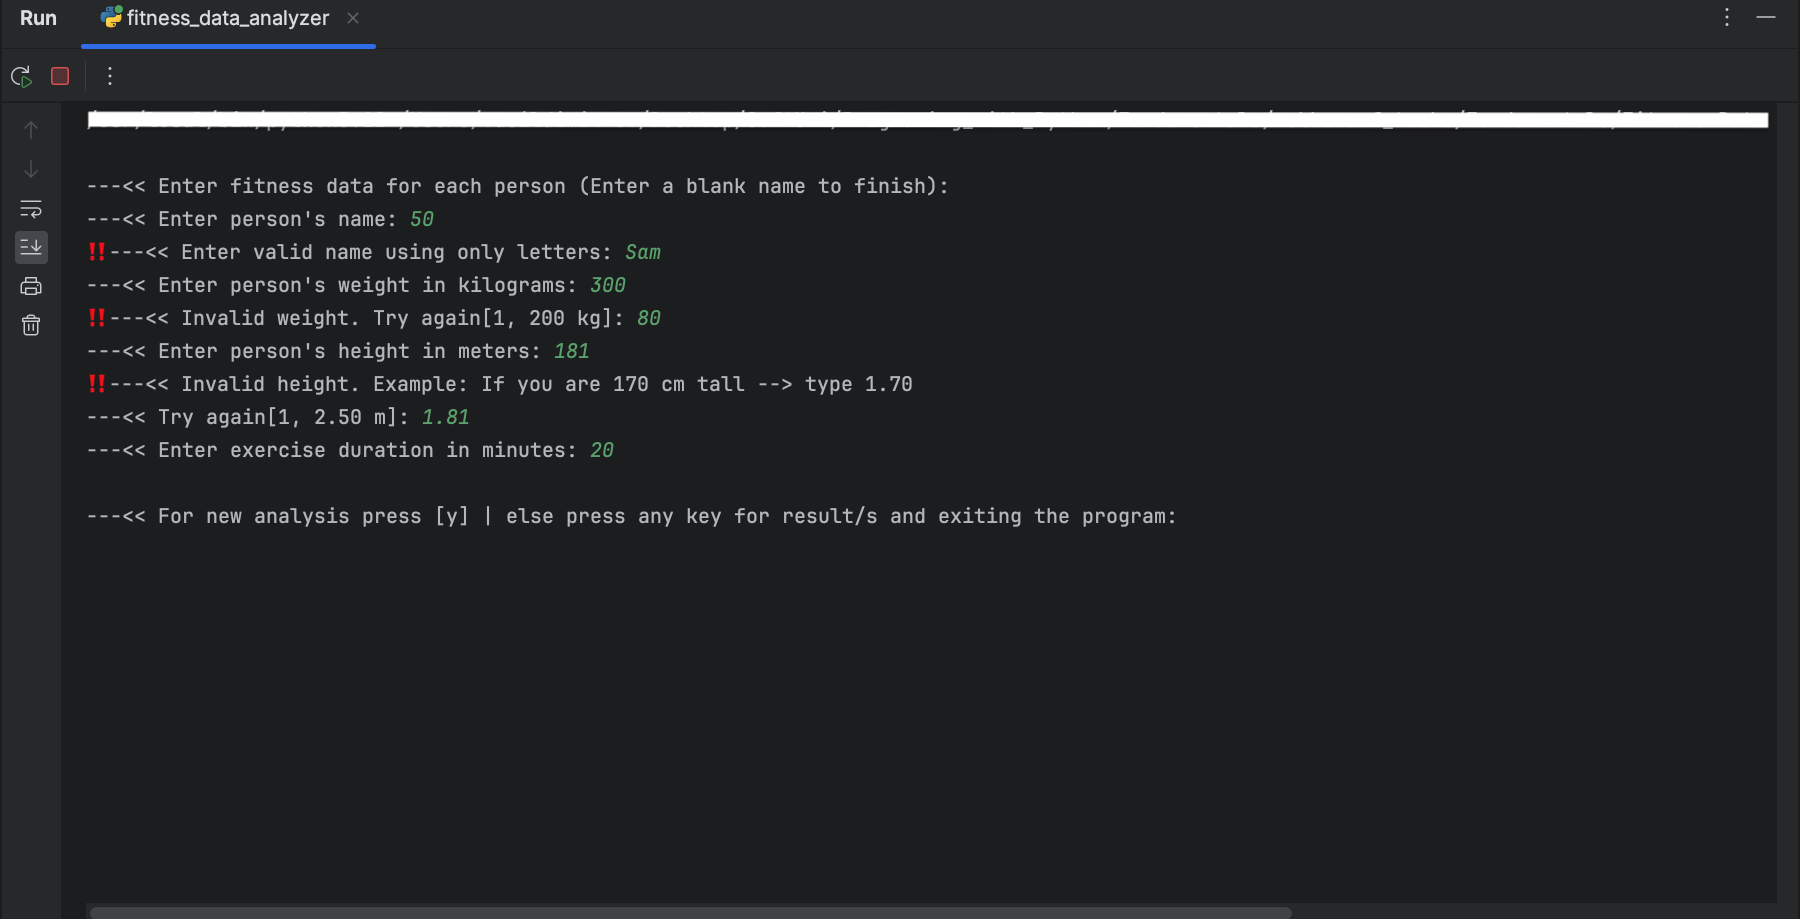 Run fitness_data_analyzer
---<< Enter fitness data for each person (Enter a blank name to finish):
---<< Enter person's name: 50
‼---<< Enter valid name using only letters: Sam
---<< Enter person's weight in kilograms: 300
‼---<< Invalid weight. Try again[1, 200 kg]: 80
---<< Enter person's height in meters: 181
‼---<< Invalid height. Example: If you are 170 cm tall --> type 1.70
---<< Try again[1, 2.50 m]: 1.81
---<< Enter exercise duration in minutes: 20
---<< For new analysis press [y] | else press any key for result/s and exiting the program: